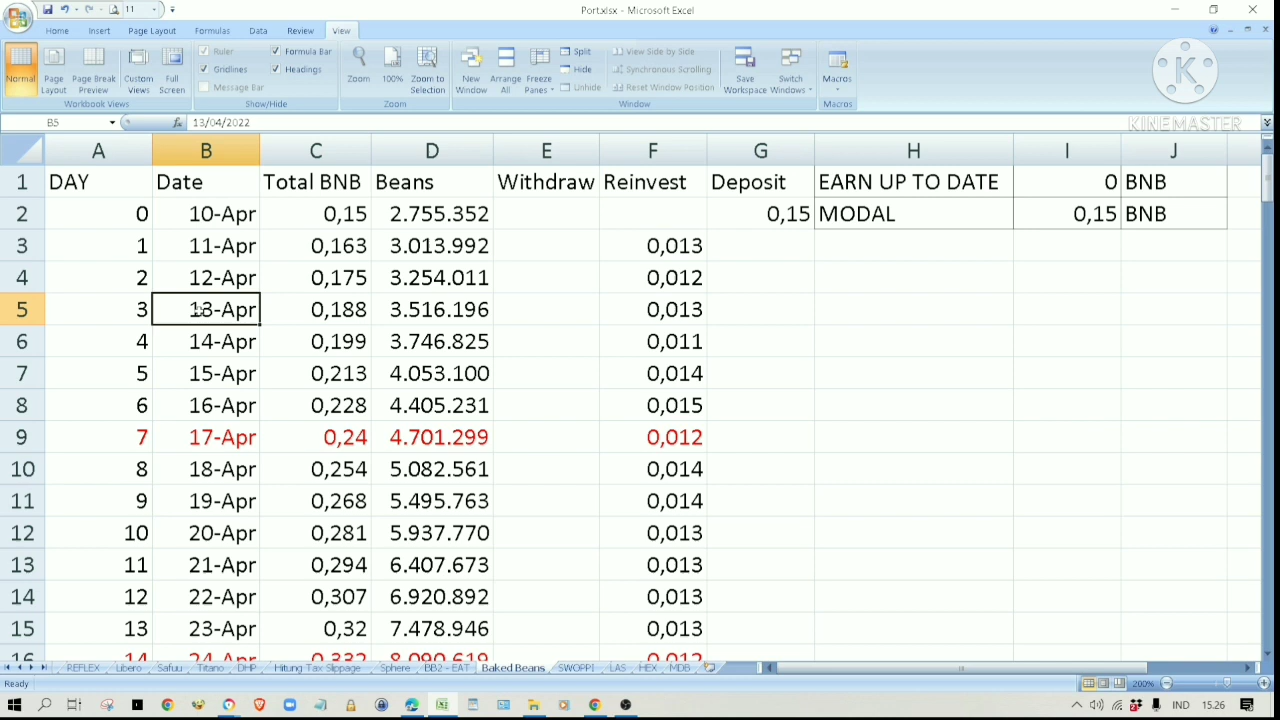 11
Port.xlsx - Microsoft Excel
Home Insert Page Layout Formulas Data Review View
Ruler Formula Bar
Gridlines Headings
Message Bar
Normal Page Layout Page Break Preview Custom Views Full Screen
Zoom 100% Zoom to Selection
New Window Arrange All Freeze Panes
Split
Hide
Unhide
View Side by Side
Synchronous Scrolling
Reset Window Position
Save Workspace Switch Windows Macros
Workbook Views Show/Hide Zoom Window Macros
K
KINEMASTER
B5 fx 13/04/2022
A B C D E F G H I J
1 DAY Date Total BNB Beans Withdraw Reinvest Deposit EARN UP TO DATE 0 BNB
2 0 10-Apr 0,15 2.755.352 0,15 MODAL 0,15 BNB
3 1 11-Apr 0,163 3.013.992 0,013
4 2 12-Apr 0,175 3.254.011 0,012
5 3 13-Apr 0,188 3.516.196 0,013
6 4 14-Apr 0,199 3.746.825 0,011
7 5 15-Apr 0,213 4.053.100 0,014
8 6 16-Apr 0,228 4.405.231 0,015
9 7 17-Apr 0,24 4.701.299 0,012
10 8 18-Apr 0,254 5.082.561 0,014
11 9 19-Apr 0,268 5.495.763 0,014
12 10 20-Apr 0,281 5.937.770 0,013
13 11 21-Apr 0,294 6.407.673 0,013
14 12 22-Apr 0,307 6.920.892 0,013
15 13 23-Apr 0,32 7.478.946 0,013
16 14 24-Apr 0,332 8.090.619 0,012
REFLEX Libero Safuu Titano DHP Hitung Tax Slippage Sphere BB2 - EAT Baked Beans SWOPPI LAS HEX MDB
Ready 200%
IND 15.26